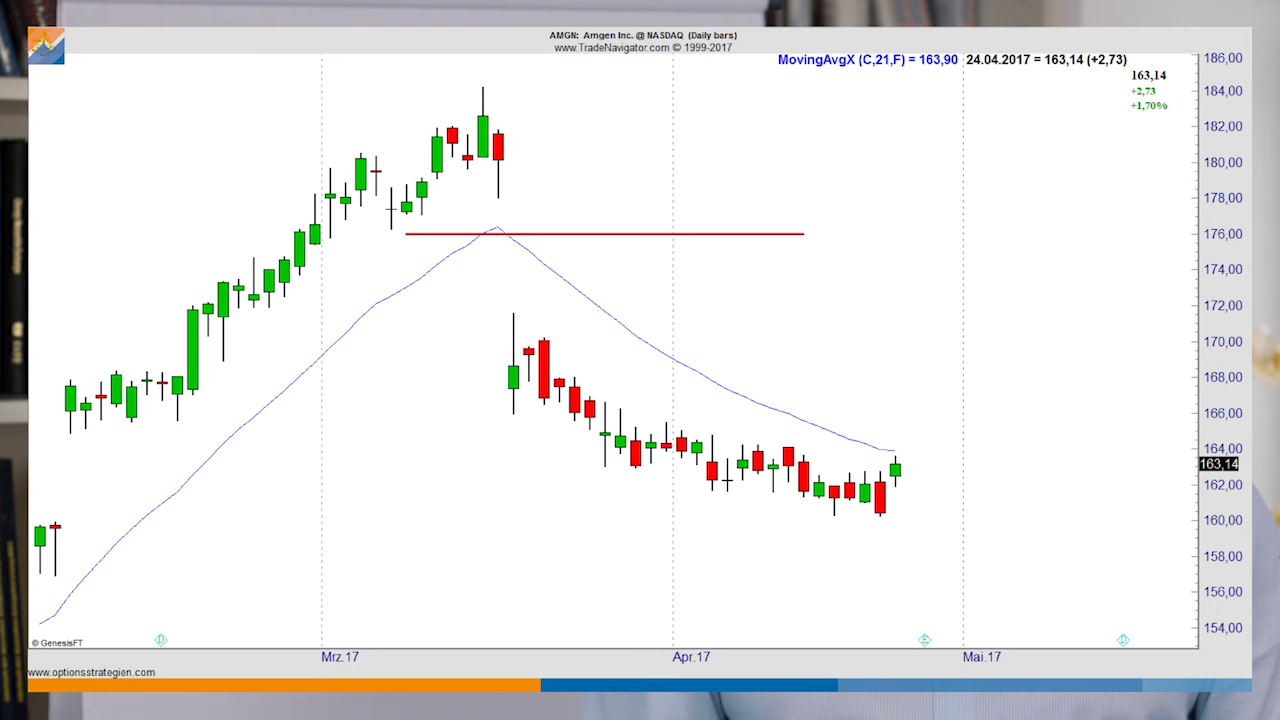 AMGN: Amgen Inc. @ NASDAQ (Daily bars)
www.TradeNavigator.com © 1999-2017
MovingAvgX (C,21,F) = 163,90 24.04.2017 = 163,14 (+2,73)
163,14
+2,73
+1,70%
186,00
184,00
182,00
180,00
178,00
176,00
174,00
172,00
170,00
168,00
166,00
164,00
163,14
162,00
160,00
158,00
156,00
154,00
D
E
D
© GenesisFT
Mrz.17
Apr.17
Mai.17
www.optionsstrategien.com